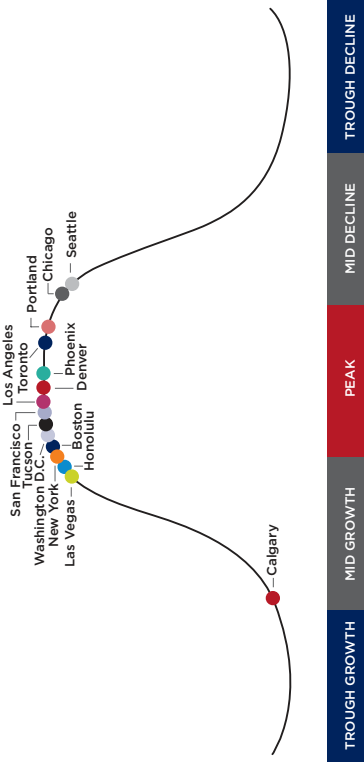 Los Angeles
San Francisco
Toronto
Tucson
Portland
Washington D.C.
Chicago
New York
Las Vegas
Phoenix
Seattle
Boston
Denver
Honolulu
Calgary
TROUGH GROWTH
MID GROWTH
PEAK
MID DECLINE
TROUGH DECLINE